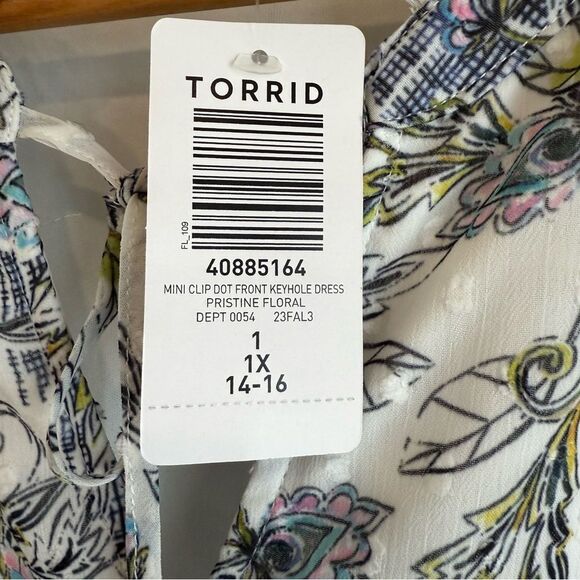 TORRID
FL_109
40885164
MINI CLIP DOT FRONT KEYHOLE DRESS
PRISTINE FLORAL
DEPT 0054 23FAL3
1
1X
14-16